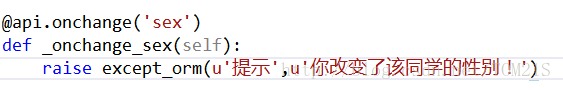 @api.onchange('sex')
def _onchange_sex(self):
    raise except_orm(u'提示',u'你改变了该同学的性别！')